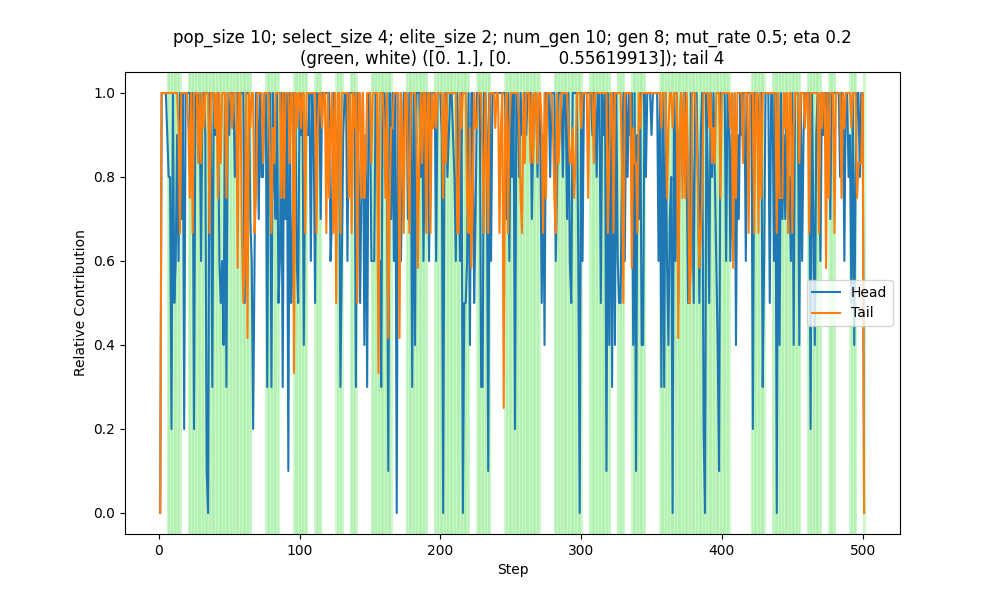 pop_size 10; select_size 4; elite_size 2; num_gen 10; gen 8; mut_rate 0.5; eta 0.2
(green, white) ([0. 1.], [0.         0.55619913]); tail 4
1.0
0.8
0.6
0.4
0.2
0.0
Relative Contribution
Head
Tail
0 100 200 300 400 500
Step